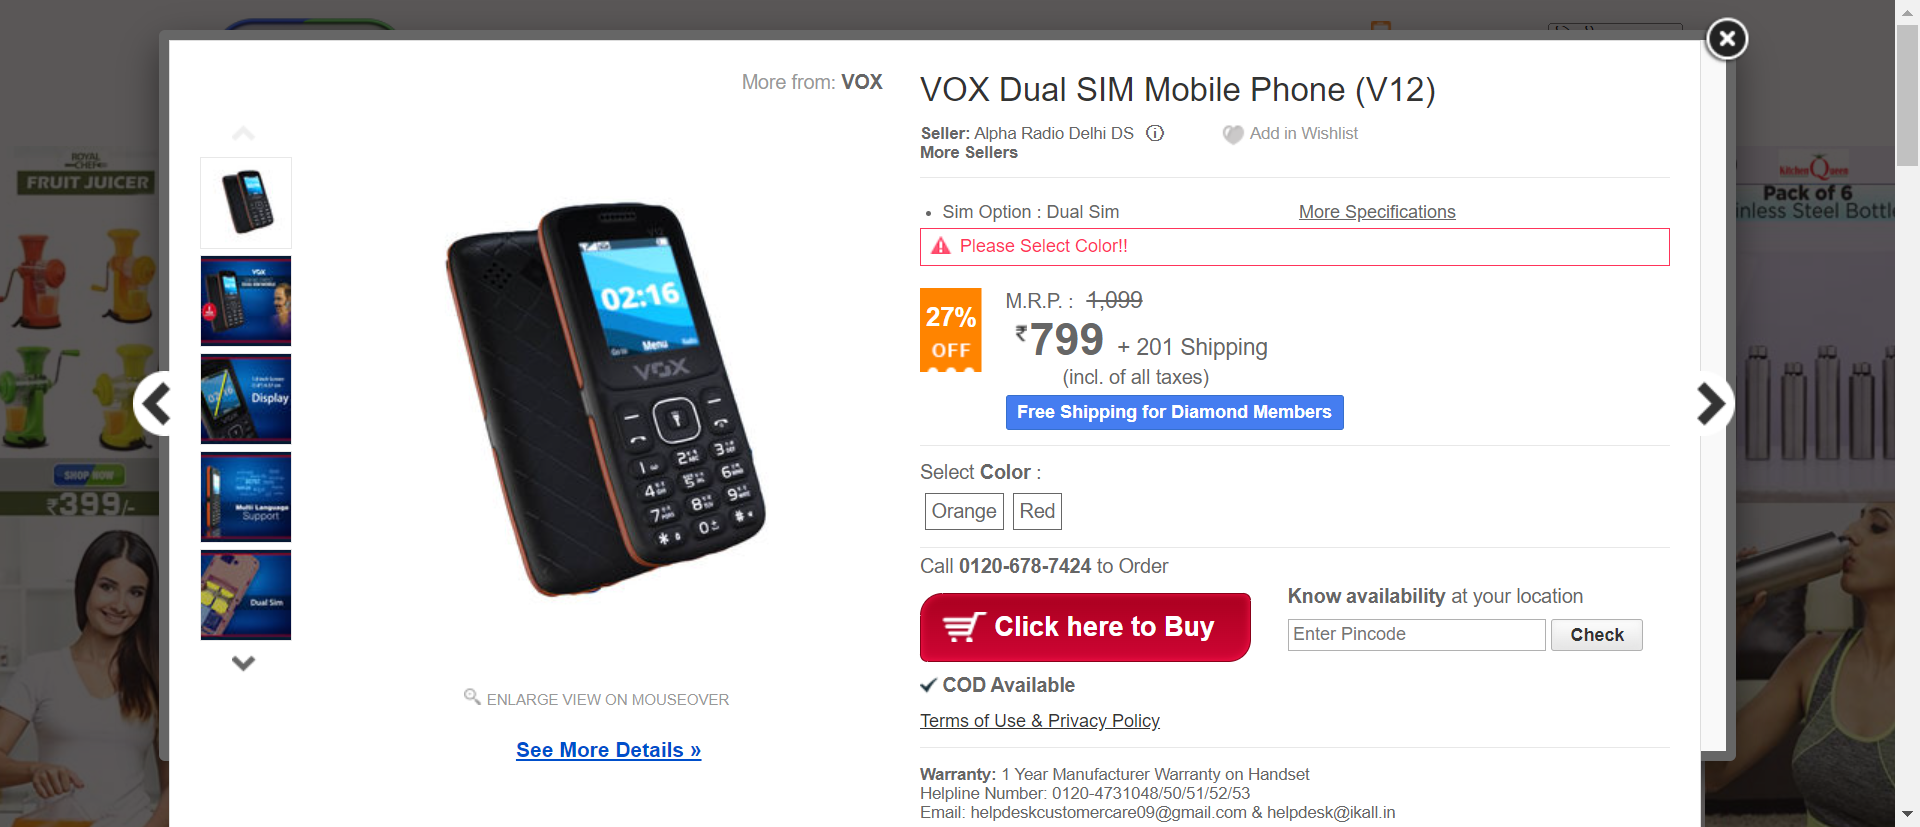 More from: VOX
VOX Dual SIM Mobile Phone (V12)
Seller: Alpha Radio Delhi DS
Add in Wishlist
More Sellers
Sim Option : Dual Sim
More Specifications
Please Select Color!!
27%
OFF
M.R.P. : 1,099
₹799 + 201 Shipping
(incl. of all taxes)
Free Shipping for Diamond Members
Select Color :
Orange
Red
Call 0120-678-7424 to Order
Click here to Buy
Know availability at your location
Enter Pincode
Check
COD Available
Terms of Use & Privacy Policy
Warranty: 1 Year Manufacturer Warranty on Handset
Helpline Number: 0120-4731048/50/51/52/53
Email: helpdeskcustomercare09@gmail.com & helpdesk@ikall.in
ENLARGE VIEW ON MOUSEOVER
See More Details »
V12
02:16
Menu
VOX
VOX
Display
Multi Language
Support
Dual Sim
ROYAL
CHEF
FRUIT JUICER
SHOP NOW
₹399/-
Kitchen Queen
Pack of 6
inless Steel Bottl